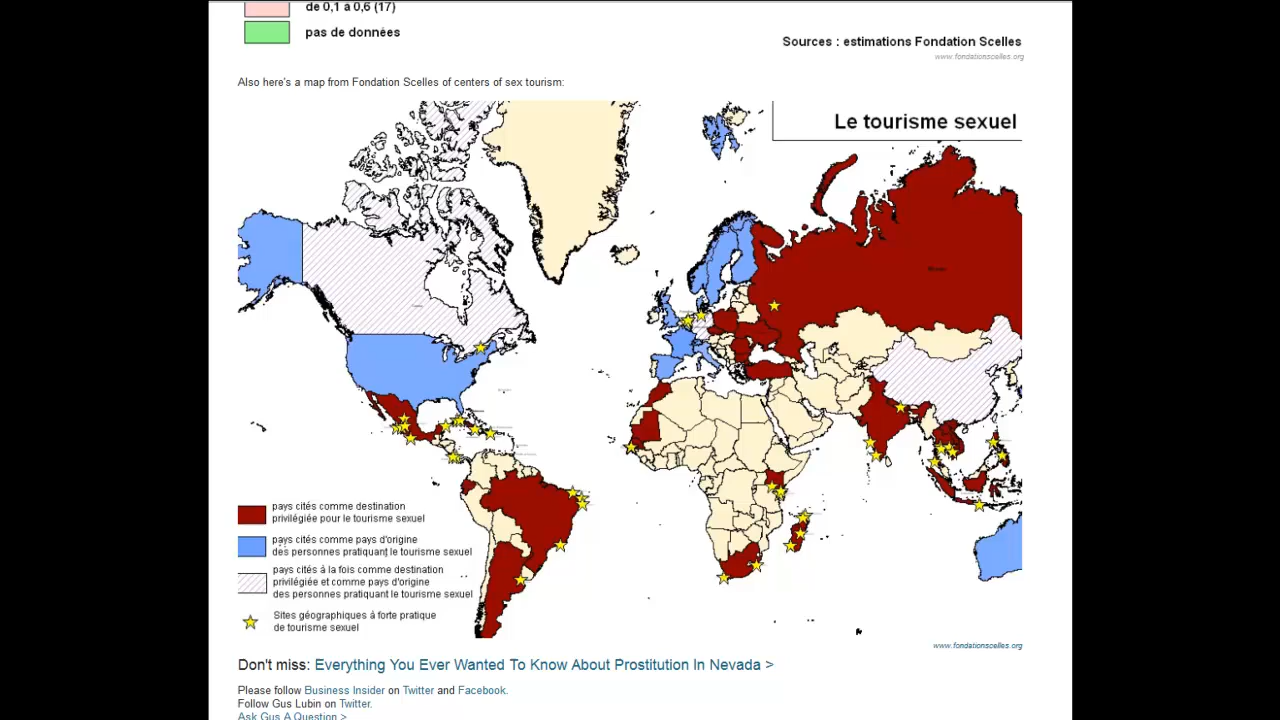 de 0,1 à 0,6 (17)
pas de données
Sources : estimations Fondation Scelles
www.fondationscelles.org
Also here's a map from Fondation Scelles of centers of sex tourism:
Le tourisme sexuel
pays cités comme destination
privilégiée pour le tourisme sexuel
pays cités comme pays d'origine
des personnes pratiquant le tourisme sexuel
pays cités à la fois comme destination
privilégiée et comme pays d'origine
des personnes pratiquant le tourisme sexuel
Sites géographiques à forte pratique
de tourisme sexuel
www.fondationscelles.org
Don't miss: Everything You Ever Wanted To Know About Prostitution In Nevada >
Please follow Business Insider on Twitter and Facebook.
Follow Gus Lubin on Twitter.
Ask Gus A Question >